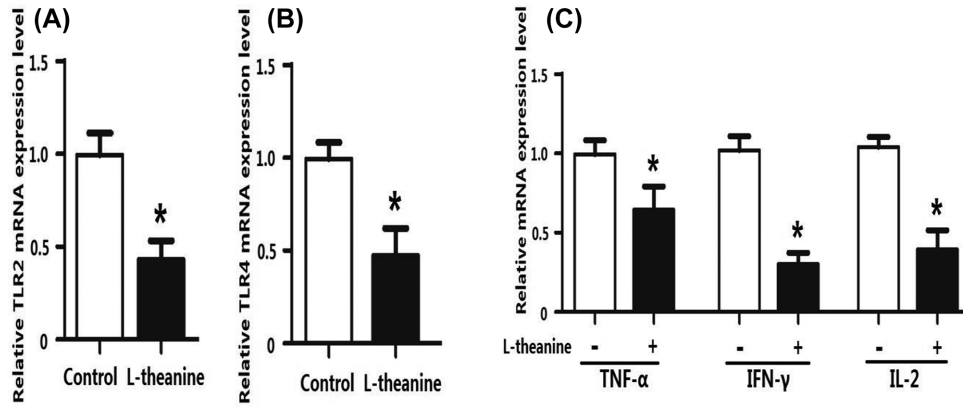 (A)
Relative TLR2 mRNA expression level
1.5
1.0
0.5
0
*
Control L-theanine
(B)
Relative TLR4 mRNA expression level
1.5
1.0
0.5
0
*
Control L-theanine
(C)
Relative mRNA expression level
1.5
1.0
0.5
0
* * *
L-theanine - + - + - +
TNF-α IFN-γ IL-2